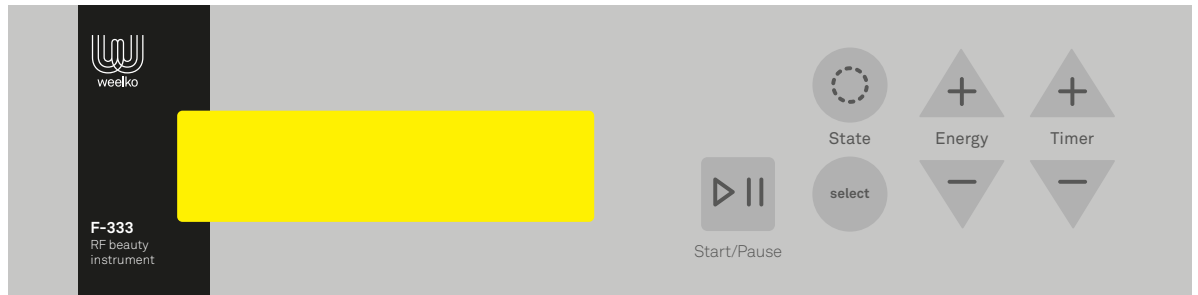 weelko
F-333
RF beauty
instrument
Start/Pause
State
select
Energy
Timer